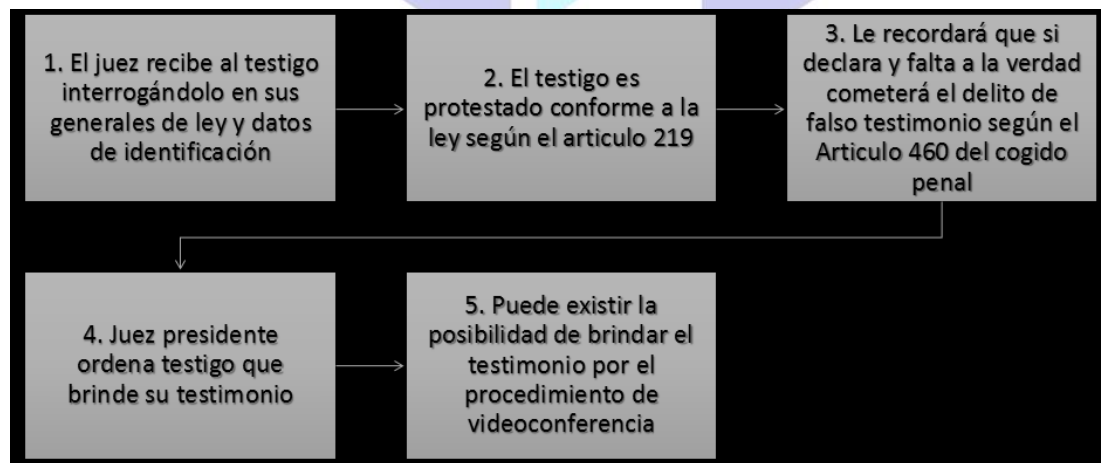 1. El juez recibe al testigo
interrogándolo en sus
generales de ley y datos
de identificación
2. El testigo es
protestado conforme a la
ley según el articulo 219
3. Le recordará que si
declara y falta a la verdad
cometerá el delito de
falso testimonio según el
Articulo 460 del cogido
penal
4. Juez presidente
ordena testigo que
brinde su testimonio
5. Puede existir la
posibilidad de brindar el
testimonio por el
procedimiento de
videoconferencia